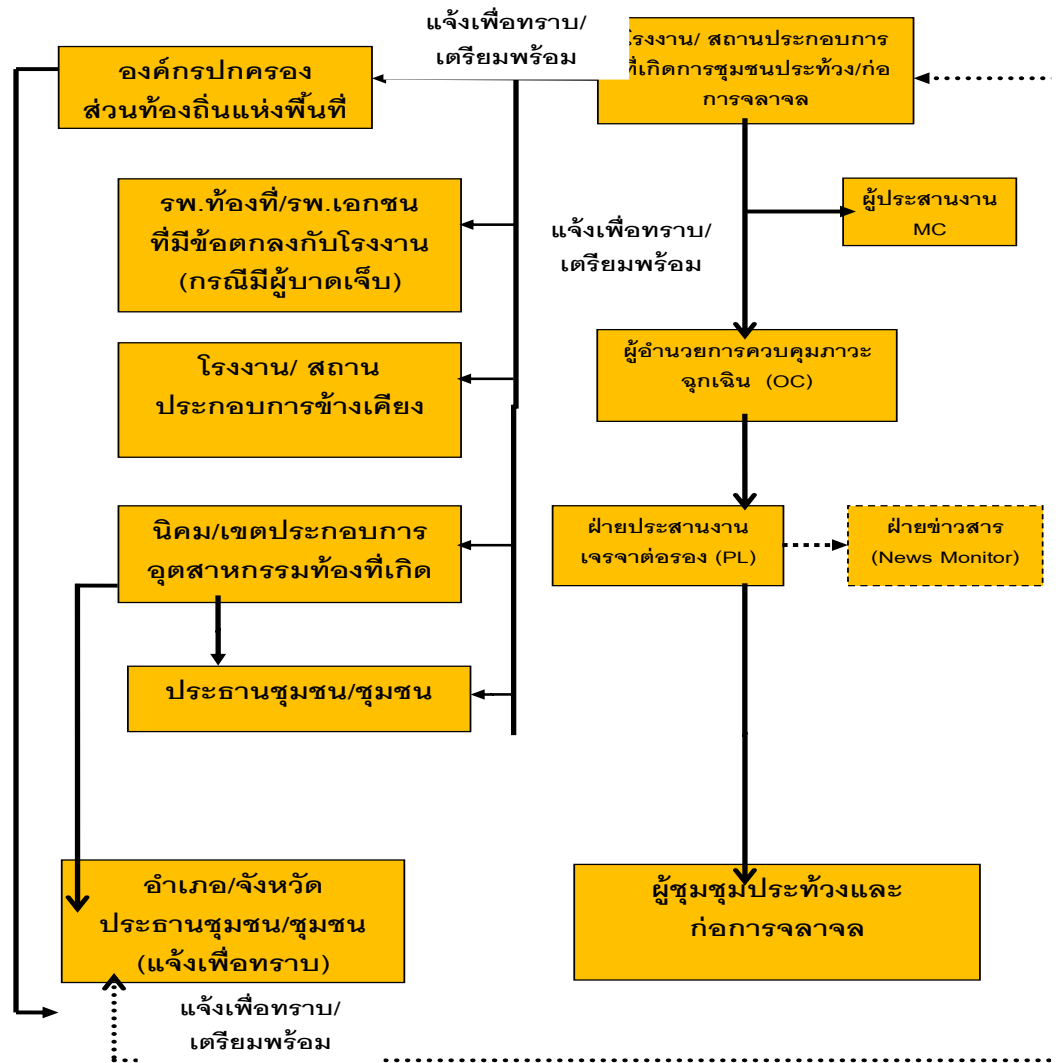 แจ้งเพื่อทราบ/
เตรียมพร้อม
องค์กรปกครอง
ส่วนท้องถิ่นแห่งพื้นที่
โรงงาน/ สถานประกอบการ
ที่เกิดการชุมชนประท้วง/ก่อ
การจลาจล
รพ.ท้องที่/รพ.เอกชน
ที่มีข้อตกลงกับโรงงาน
(กรณีมีผู้บาดเจ็บ)
แจ้งเพื่อทราบ/
เตรียมพร้อม
ผู้ประสานงาน
MC
โรงงาน/ สถาน
ประกอบการข้างเคียง
ผู้อำนวยการควบคุมภาวะ
ฉุกเฉิน (OC)
นิคม/เขตประกอบการ
อุตสาหกรรมท้องที่เกิด
ฝ่ายประสานงาน
เจรจาต่อรอง (PL)
ฝ่ายข่าวสาร
(News Monitor)
ประธานชุมชน/ชุมชน
อำเภอ/จังหวัด
ประธานชุมชน/ชุมชน
(แจ้งเพื่อทราบ)
ผู้ชุมชุมประท้วงและ
ก่อการจลาจล
แจ้งเพื่อทราบ/
เตรียมพร้อม